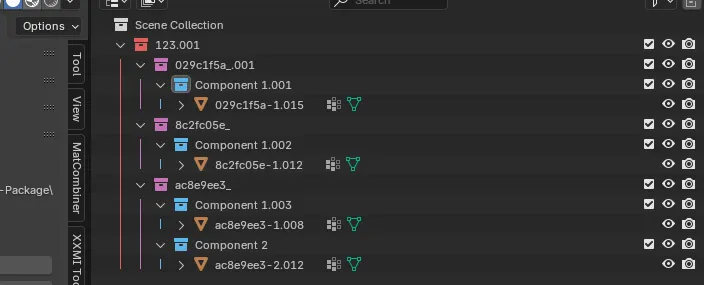 Search
Options
Scene Collection
123.001
029c1f5a_.001
Component 1.001
029c1f5a-1.015
8c2fc05e_
Component 1.002
8c2fc05e-1.012
ac8e9ee3_
Component 1.003
ac8e9ee3-1.008
Component 2
ac8e9ee3-2.012
Tool
View
MatCombiner
XXMI Too
-Package\